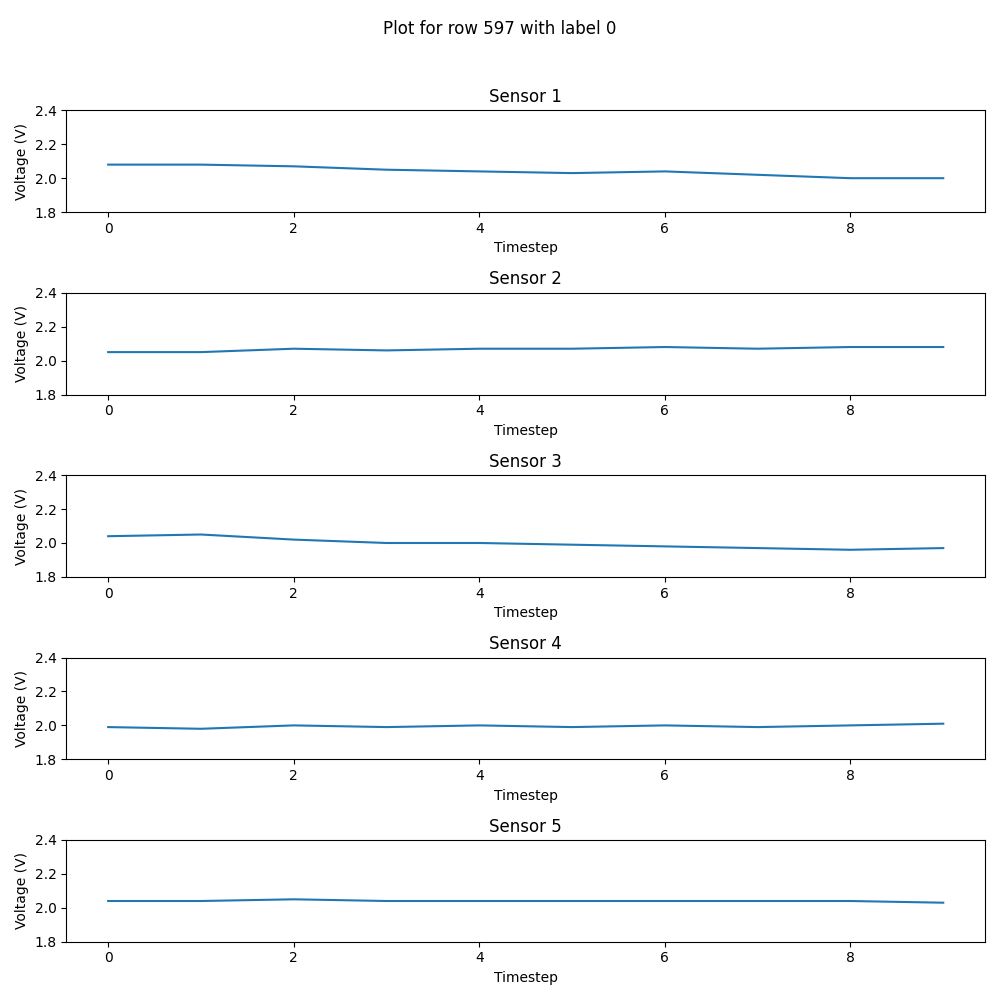 Plot for row 597 with label 0
Sensor 1
2.4
2.2
2.0
1.8
Voltage (V)
0 2 4 6 8
Timestep
Sensor 2
2.4
2.2
2.0
1.8
Voltage (V)
0 2 4 6 8
Timestep
Sensor 3
2.4
2.2
2.0
1.8
Voltage (V)
0 2 4 6 8
Timestep
Sensor 4
2.4
2.2
2.0
1.8
Voltage (V)
0 2 4 6 8
Timestep
Sensor 5
2.4
2.2
2.0
1.8
Voltage (V)
0 2 4 6 8
Timestep